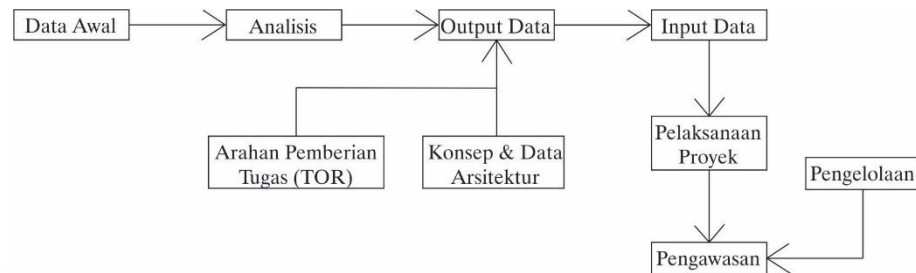 Data Awal
Analisis
Output Data
Input Data
Arahan Pemberian
Tugas (TOR)
Konsep & Data
Arsitektur
Pelaksanaan
Proyek
Pengelolaan
Pengawasan